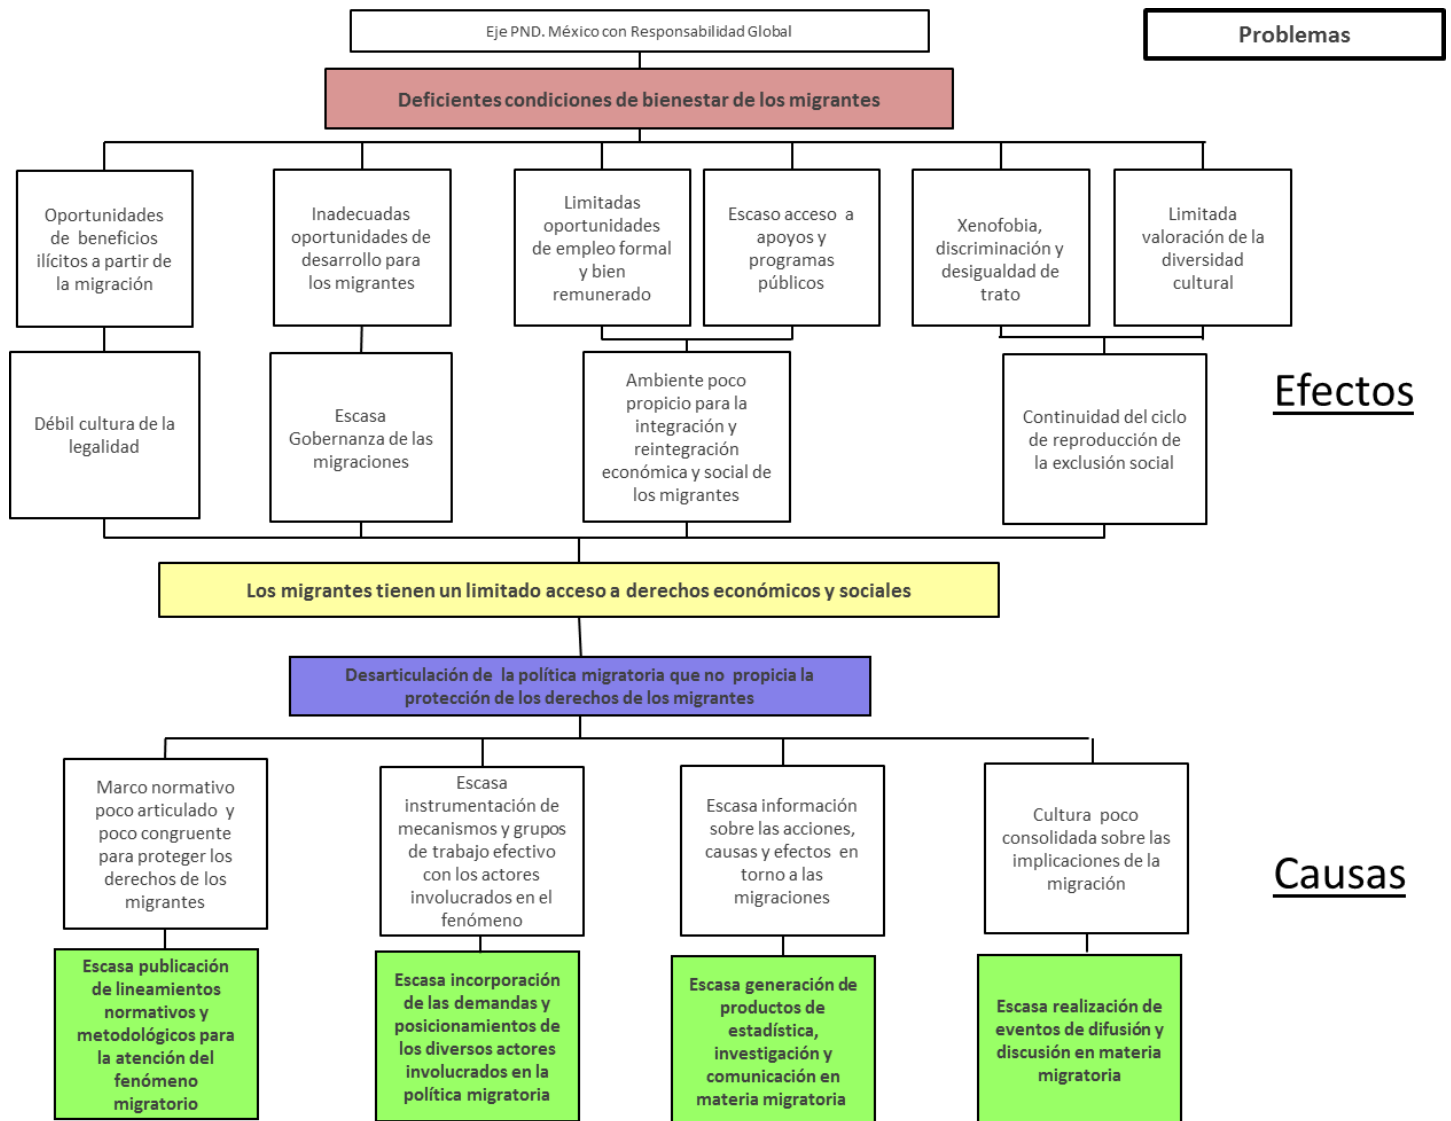 Eje PND. México con Responsabilidad Global
Problemas
Deficientes condiciones de bienestar de los migrantes
Oportunidades
de beneficios
ilícitos a partir de
la migración
Inadecuadas
oportunidades de
desarrollo para
los migrantes
Limitadas
oportunidades
de empleo formal
y bien
remunerado
Escaso acceso a
apoyos y
programas
públicos
Xenofobia,
discriminación y
desigualdad de
trato
Limitada
valoración de la
diversidad
cultural
Débil cultura de la
legalidad
Escasa
Gobernanza de las
migraciones
Ambiente poco
propicio para la
integración y
reintegración
económica y social de
los migrantes
Continuidad del ciclo
de reproducción de
la exclusión social
Efectos
Los migrantes tienen un limitado acceso a derechos económicos y sociales
Desarticulación de la política migratoria que no propicia la
protección de los derechos de los migrantes
Marco normativo
poco articulado y
poco congruente
para proteger los
derechos de los
migrantes
Escasa
instrumentación de
mecanismos y grupos
de trabajo efectivo
con los actores
involucrados en el
fenómeno
Escasa información
sobre las acciones,
causas y efectos en
torno a las
migraciones
Cultura poco
consolidada sobre las
implicaciones de la
migración
Causas
Escasa publicación
de lineamientos
normativos y
metodológicos para
la atención del
fenómeno
migratorio
Escasa incorporación
de las demandas y
posicionamientos de
los diversos actores
involucrados en la
política migratoria
Escasa generación de
productos de
estadística,
investigación y
comunicación en
materia migratoria
Escasa realización de
eventos de difusión y
discusión en materia
migratoria